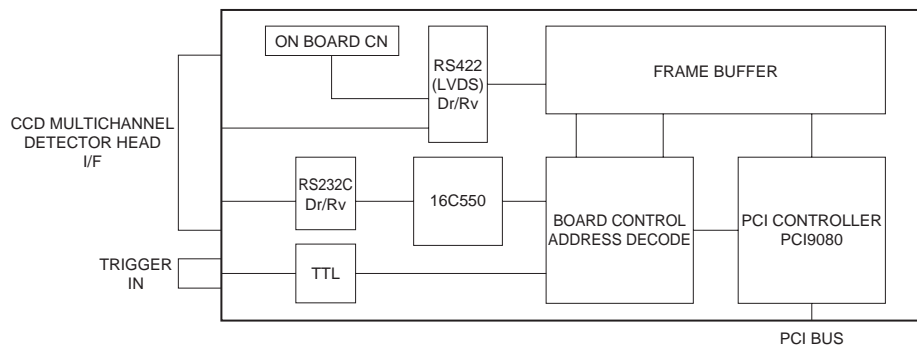 ON BOARD CN
RS422
(LVDS)
Dr/Rv
FRAME BUFFER
CCD MULTICHANNEL
DETECTOR HEAD
I/F
RS232C
Dr/Rv
16C550
BOARD CONTROL
ADDRESS DECODE
PCI CONTROLLER
PCI9080
TRIGGER
IN
TTL
PCI BUS